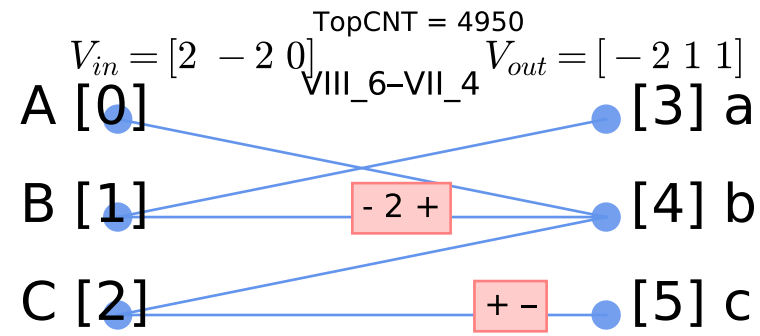 TopCNT = 4950
V_in = [2 −2 0]
V_out = [−2 1 1]
VIII_6–VII_4
A [0]
[3] a
B [1]
- 2 +
[4] b
C [2]
+ –
[5] c